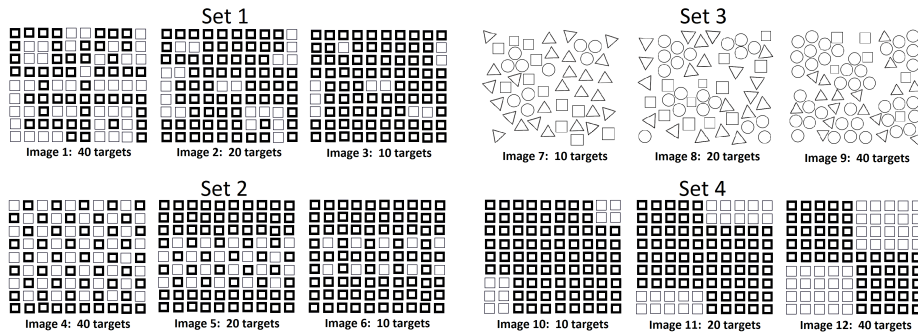 Set 1
Set 3
Image 1: 40 targets
Image 2: 20 targets
Image 3: 10 targets
Image 7: 10 targets
Image 8: 20 targets
Image 9: 40 targets
Set 2
Set 4
Image 4: 40 targets
Image 5: 20 targets
Image 6: 10 targets
Image 10: 10 targets
Image 11: 20 targets
Image 12: 40 targets